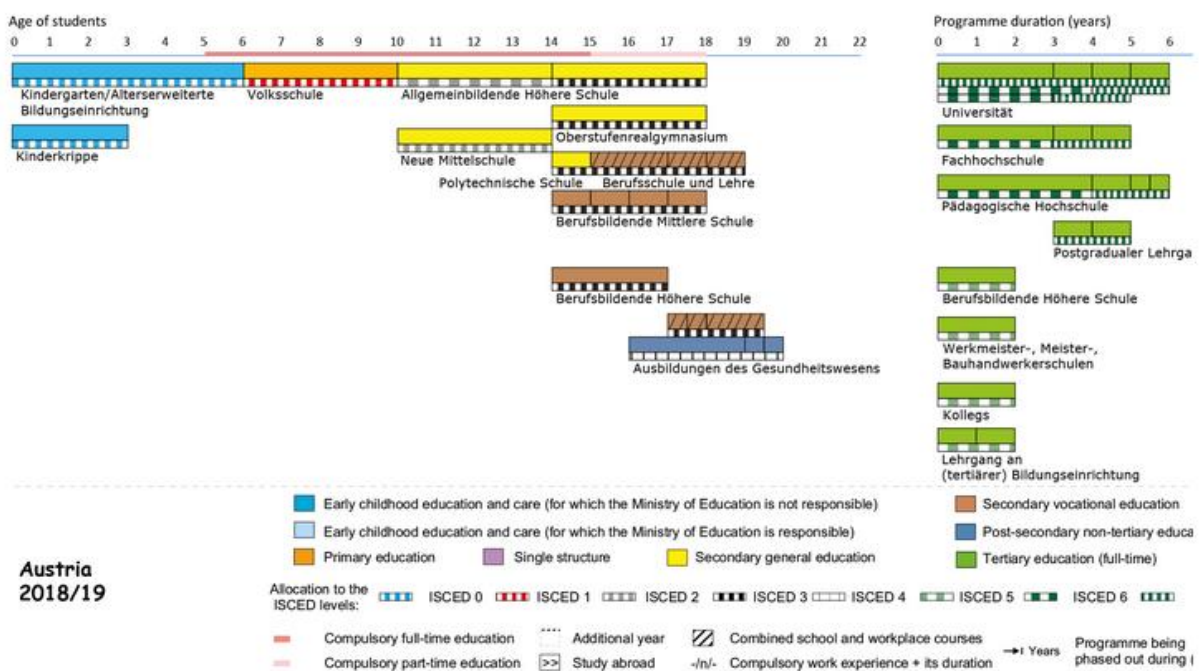 Age of students
Programme duration (years)
0 1 2 3 4 5 6 7 8 9 10 11 12 13 14 15 16 17 18 19 20 22
0 1 2 3 4 5 6
Kindergarten/Alterserweiterte
Bildungseinrichtung
Volksschule
Allgemeinbildende Höhere Schule
Universität
Kinderkrippe
Oberstufenrealgymnasium
Neue Mittelschule
Fachhochschule
Polytechnische Schule
Berufsschule und Lehre
Berufsbildende Mittlere Schule
Pädagogische Hochschule
Postgradualer Lehrga
Berufsbildende Höhere Schule
Berufsbildende Höhere Schule
Ausbildungen des Gesundheitswesens
Werkmeister-, Meister-,
Bauhandwerkerschulen
Kollegs
Lehrgang an
(tertiärer) Bildungseinrichtung
Early childhood education and care (for which the Ministry of Education is not responsible)
Secondary vocational education
Early childhood education and care (for which the Ministry of Education is responsible)
Post-secondary non-tertiary educa
Primary education
Single structure
Secondary general education
Tertiary education (full-time)
Austria
2018/19
Allocation to the
ISCED levels:
ISCED 0
ISCED 1
ISCED 2
ISCED 3
ISCED 4
ISCED 5
ISCED 6
Compulsory full-time education
Additional year
Combined school and workplace courses
Years
Programme being
phased out during
Compulsory part-time education
>> Study abroad
-/n/- Compulsory work experience + its duration